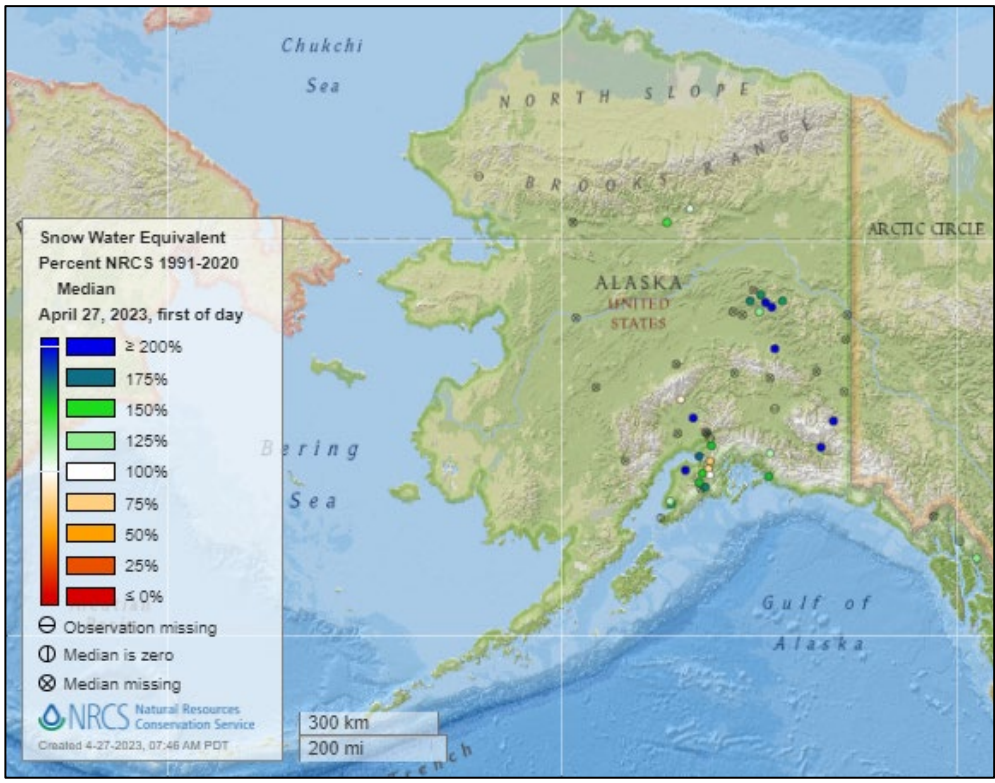 Chukchi
Sea
NORTH SLOPE
BROOKS RANGE
ARCTIC CIRCLE
ALASKA
UNITED
STATES
Bering
Sea
Gulf of
Alaska
Trench
Snow Water Equivalent
Percent NRCS 1991-2020
Median
April 27, 2023, first of day
≥ 200%
175%
150%
125%
100%
75%
50%
25%
≤ 0%
Observation missing
Median is zero
Median missing
NRCS Natural Resources
Conservation Service
Created 4-27-2023, 07:46 AM PDT
300 km
200 mi